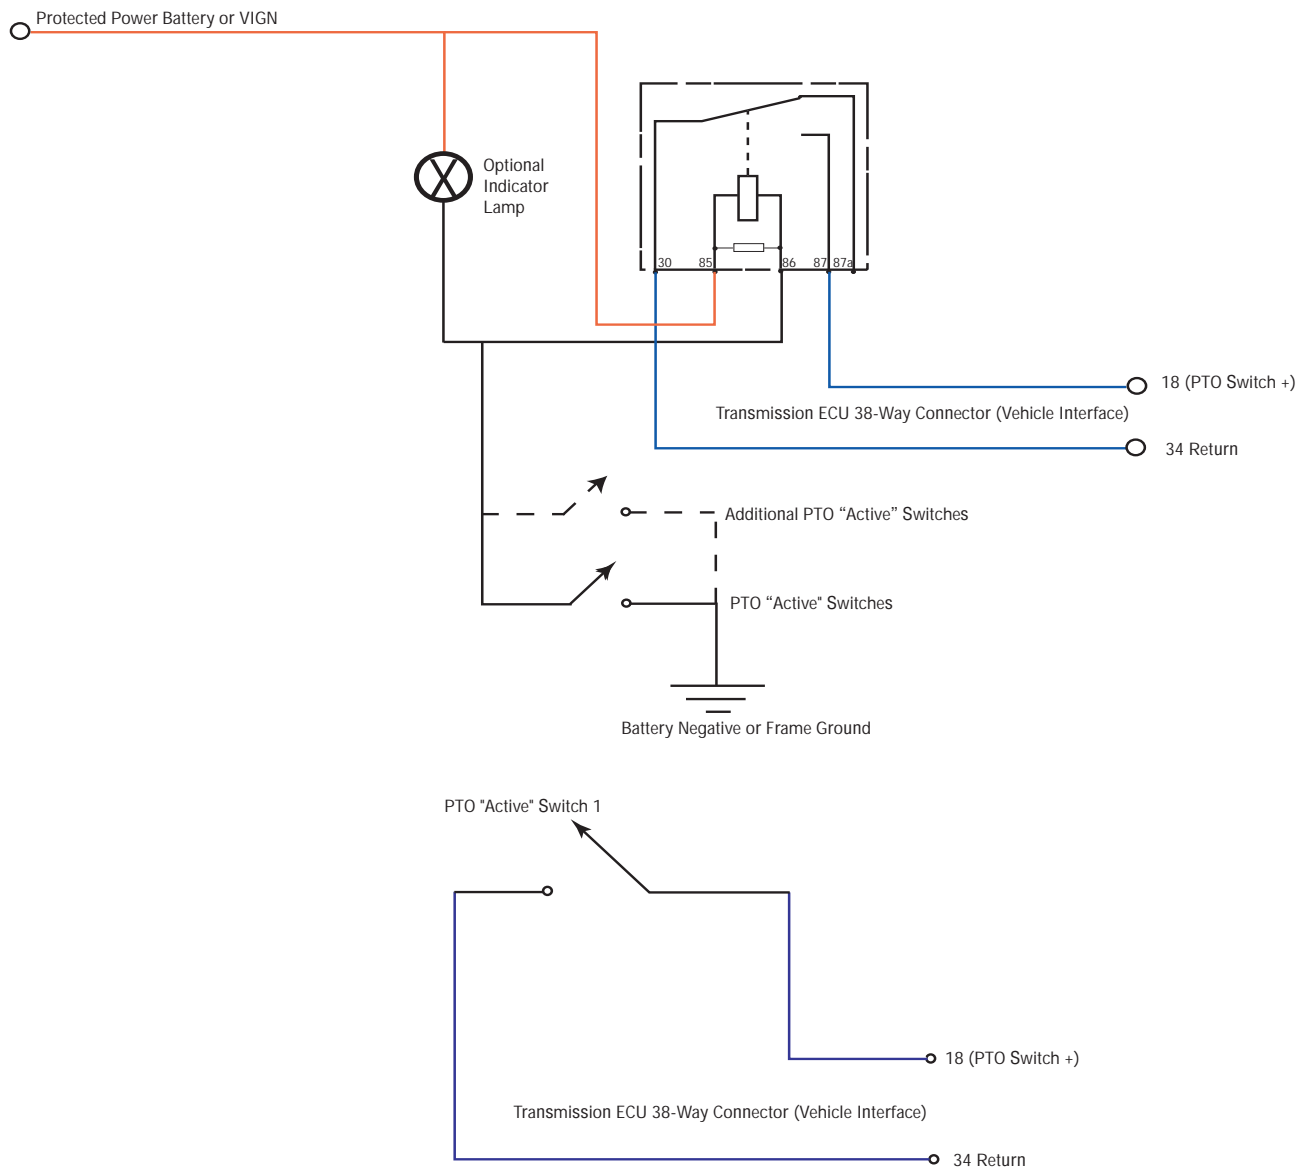 Protected Power Battery or VIGN
Optional
Indicator
Lamp
30 85 86 87 87a
18 (PTO Switch +)
Transmission ECU 38-Way Connector (Vehicle Interface)
34 Return
Additional PTO “Active” Switches
PTO “Active" Switches
Battery Negative or Frame Ground
PTO "Active" Switch 1
18 (PTO Switch +)
Transmission ECU 38-Way Connector (Vehicle Interface)
34 Return